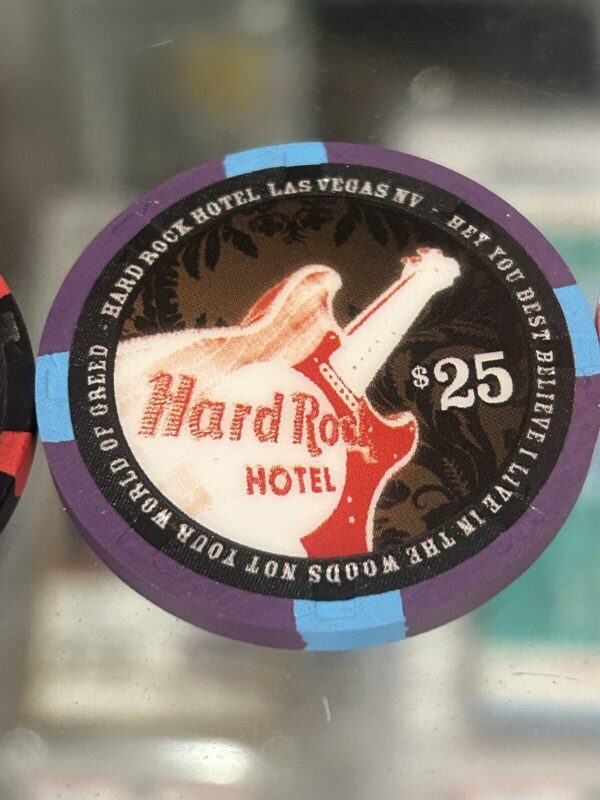 HARD ROCK HOTEL LAS VEGAS NV - HEY YOU BEST BELIEVE I LIVE IN THE WOODS NOT YOUR WORLD OF GREED -
Hard Rock
HOTEL
$25